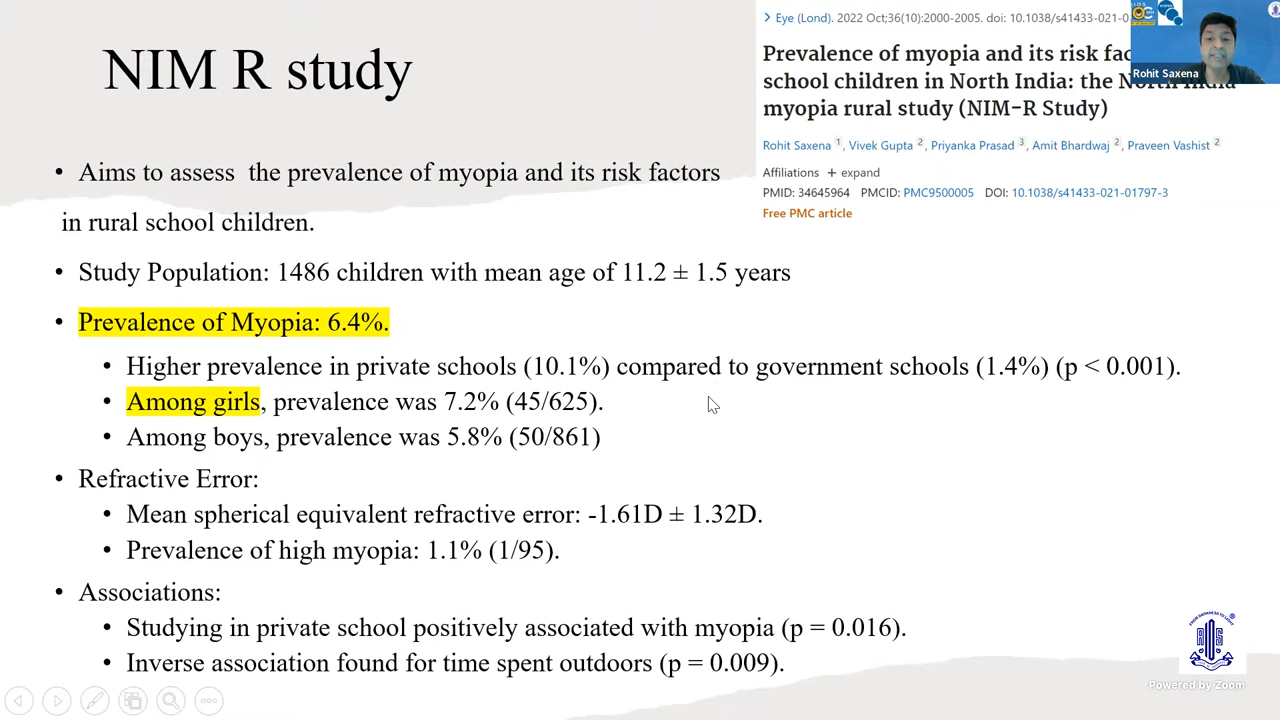 NIM R study
Eye (Lond). 2022 Oct;36(10):2000-2005. doi: 10.1038/s41433-021-0
Prevalence of myopia and its risk fac
school children in North India: the North India
myopia rural study (NIM-R Study)
Rohit Saxena 1, Vivek Gupta 2, Priyanka Prasad 3, Amit Bhardwaj 2, Praveen Vashist 2
Affiliations + expand
PMID: 34645964 PMCID: PMC9500005 DOI: 10.1038/s41433-021-01797-3
Free PMC article
Rohit Saxena
• Aims to assess the prevalence of myopia and its risk factors
in rural school children.
• Study Population: 1486 children with mean age of 11.2 ± 1.5 years
• Prevalence of Myopia: 6.4%.
• Higher prevalence in private schools (10.1%) compared to government schools (1.4%) (p < 0.001).
• Among girls, prevalence was 7.2% (45/625).
• Among boys, prevalence was 5.8% (50/861)
• Refractive Error:
• Mean spherical equivalent refractive error: -1.61D ± 1.32D.
• Prevalence of high myopia: 1.1% (1/95).
• Associations:
• Studying in private school positively associated with myopia (p = 0.016).
• Inverse association found for time spent outdoors (p = 0.009).
Powered by Zoom